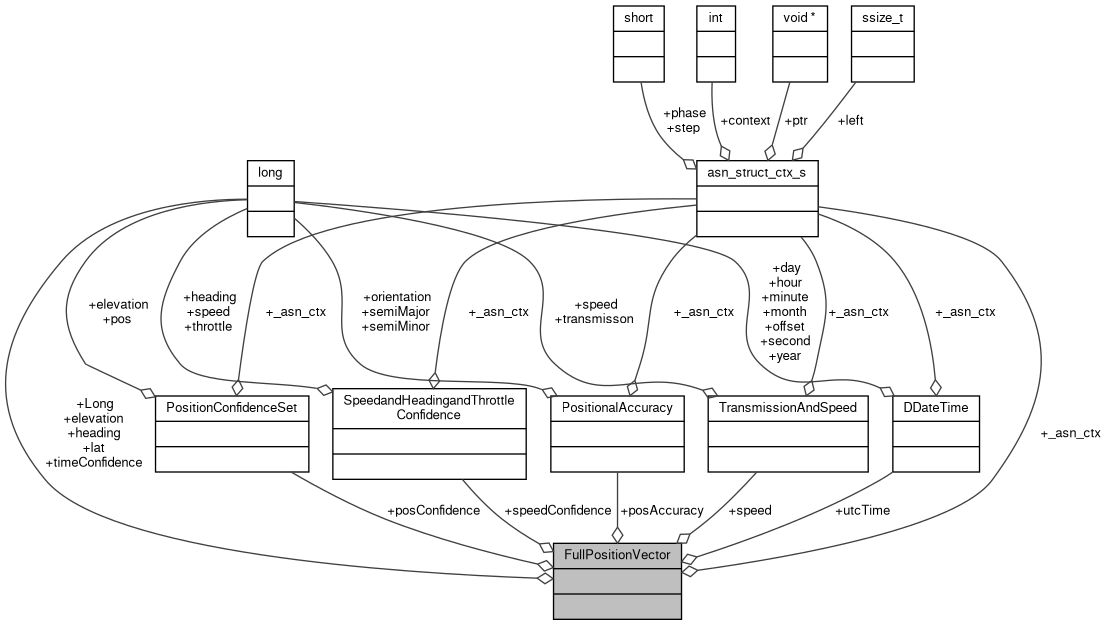 short
int
void *
ssize_t
+phase
+step
+context
+ptr
+left
long
asn_struct_ctx_s
+elevation
+pos
+heading
+speed
+throttle
+_asn_ctx
+orientation
+semiMajor
+semiMinor
+_asn_ctx
+speed
+transmisson
+_asn_ctx
+day
+hour
+minute
+month
+offset
+second
+year
+_asn_ctx
+_asn_ctx
+Long
+elevation
+heading
+lat
+timeConfidence
PositionConfidenceSet
SpeedandHeadingandThrottle
Confidence
PositionalAccuracy
TransmissionAndSpeed
DDateTime
+_asn_ctx
+posConfidence
+speedConfidence
+posAccuracy
+speed
+utcTime
FullPositionVector